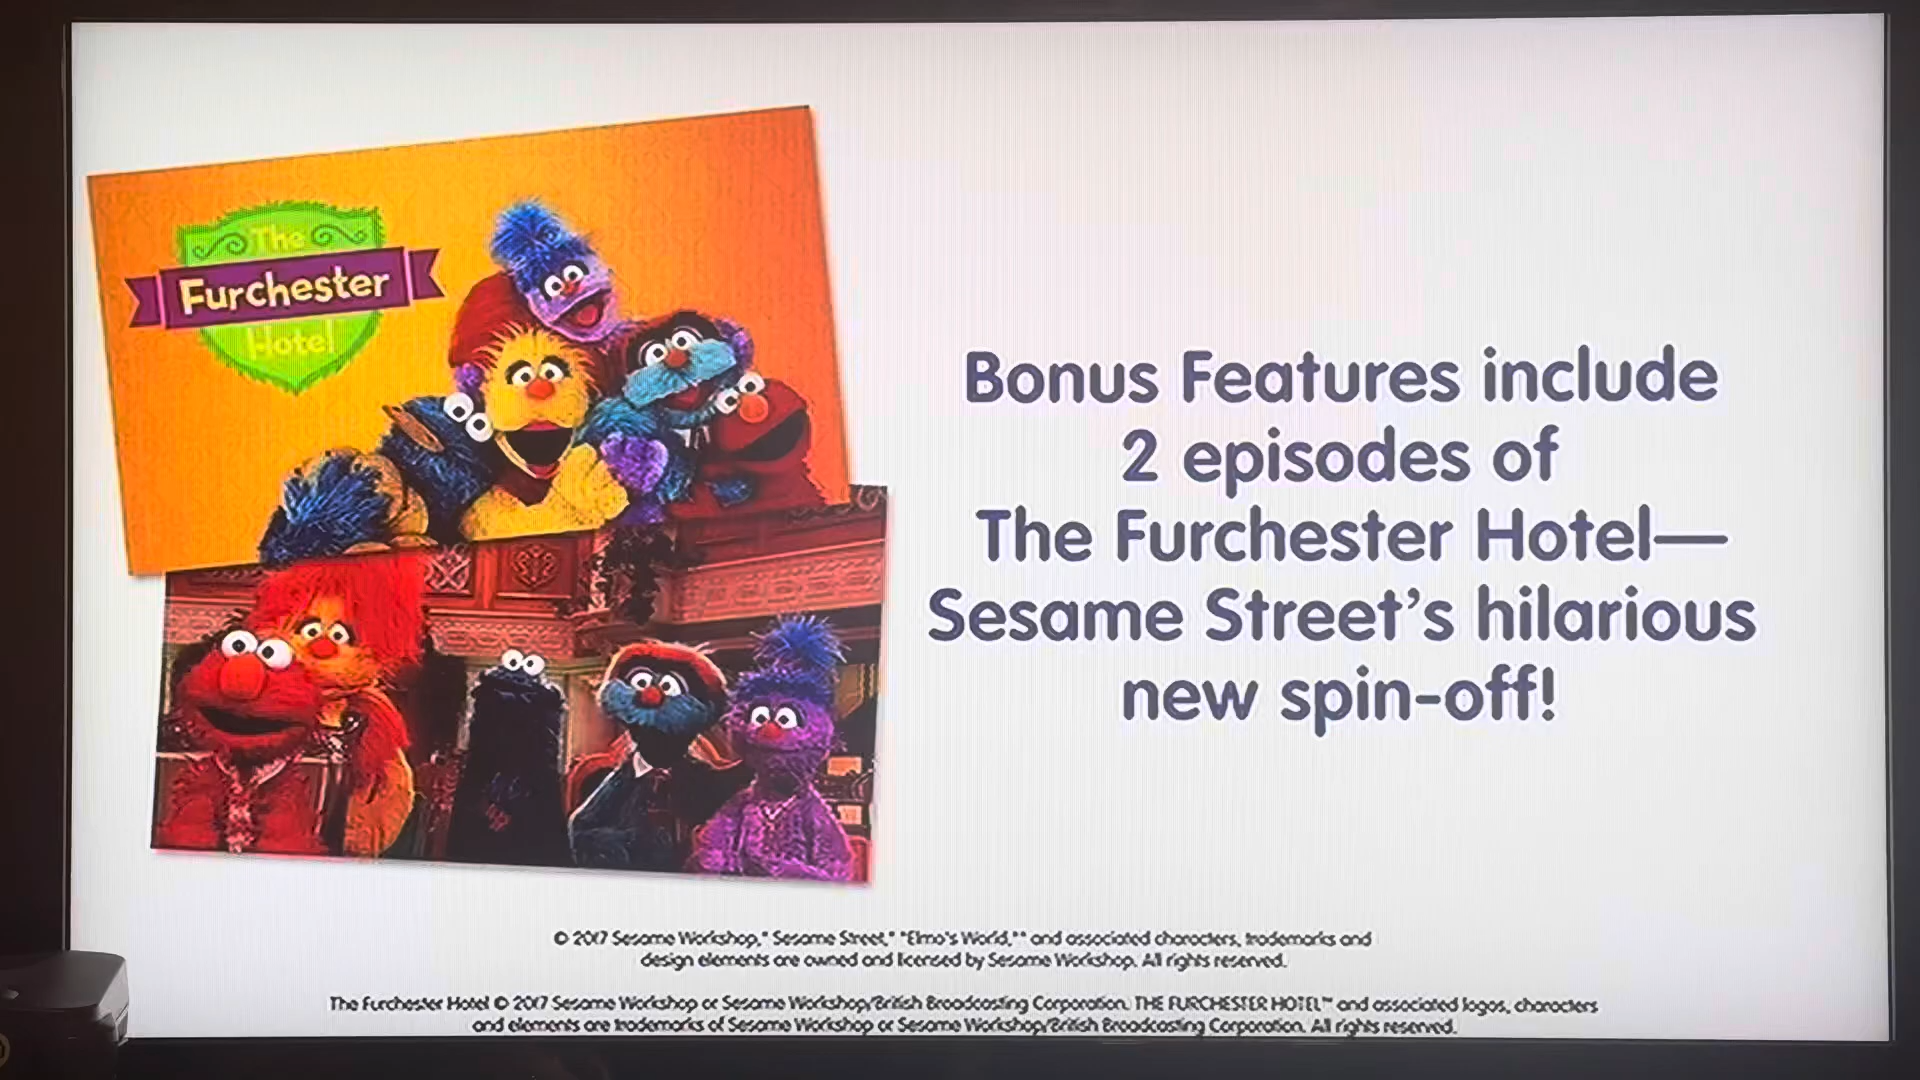 The
Furchester
Hotel
Bonus Features include
2 episodes of
The Furchester Hotel—
Sesame Street's hilarious
new spin-off!
© 2017 Sesame Workshop,® Sesame Street,® "Elmo's World,"® and associated characters, trademarks and
design elements are owned and licensed by Sesame Workshop. All rights reserved.
The Furchester Hotel © 2017 Sesame Workshop or Sesame Workshop/British Broadcasting Corporation. THE FURCHESTER HOTEL™ and associated logos, characters
and elements are trademarks of Sesame Workshop or Sesame Workshop/British Broadcasting Corporation. All rights reserved.